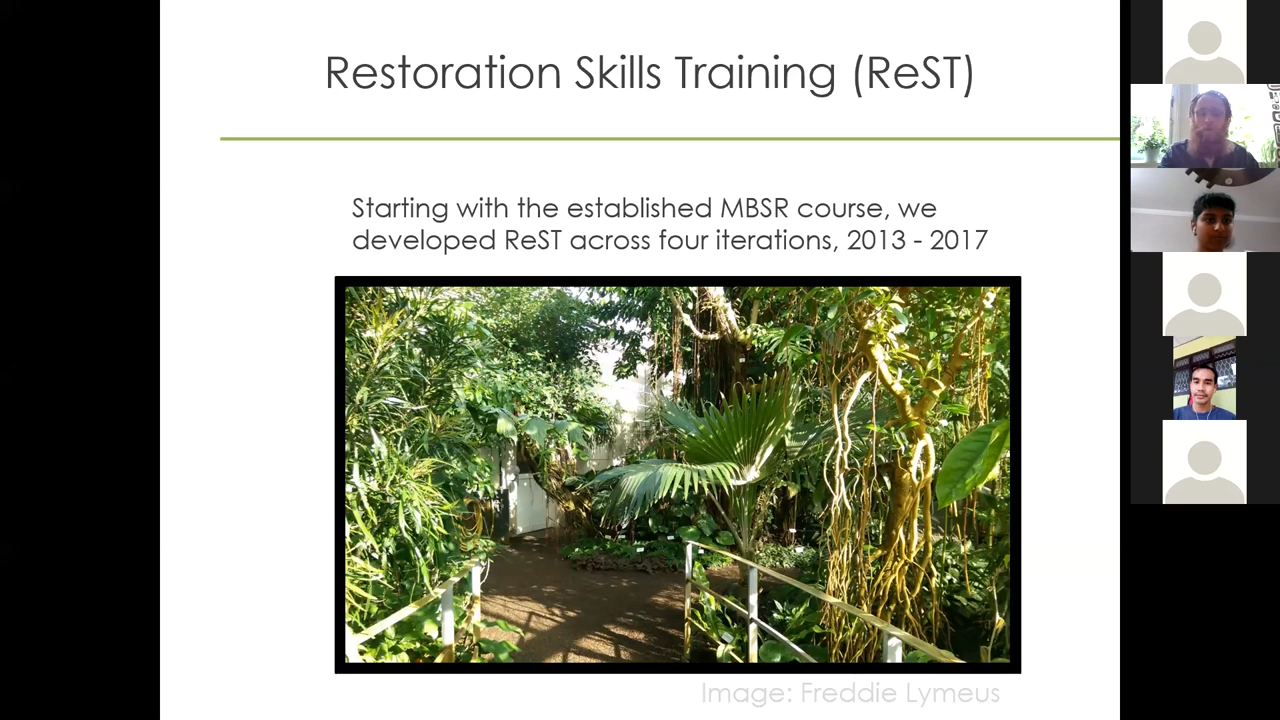 Restoration Skills Training (ReST)
Starting with the established MBSR course, we
developed ReST across four iterations, 2013 - 2017
Image: Freddie Lymeus